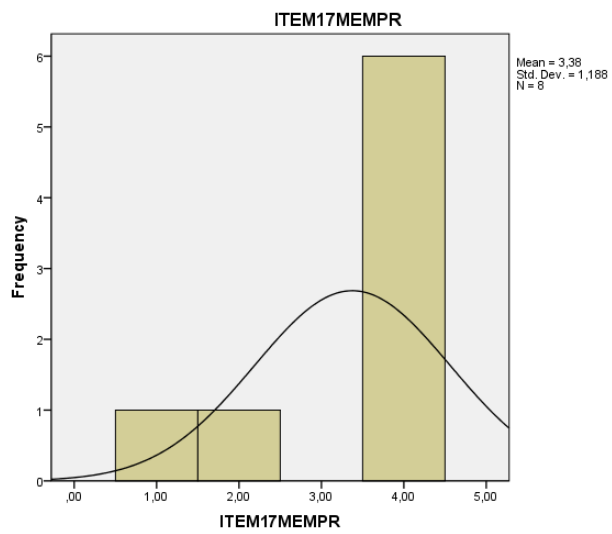 ITEM17MEMPR
Mean = 3,38
Std. Dev. = 1,188
N = 8
Frequency
6
5
4
3
2
1
0
,00 1,00 2,00 3,00 4,00 5,00
ITEM17MEMPR